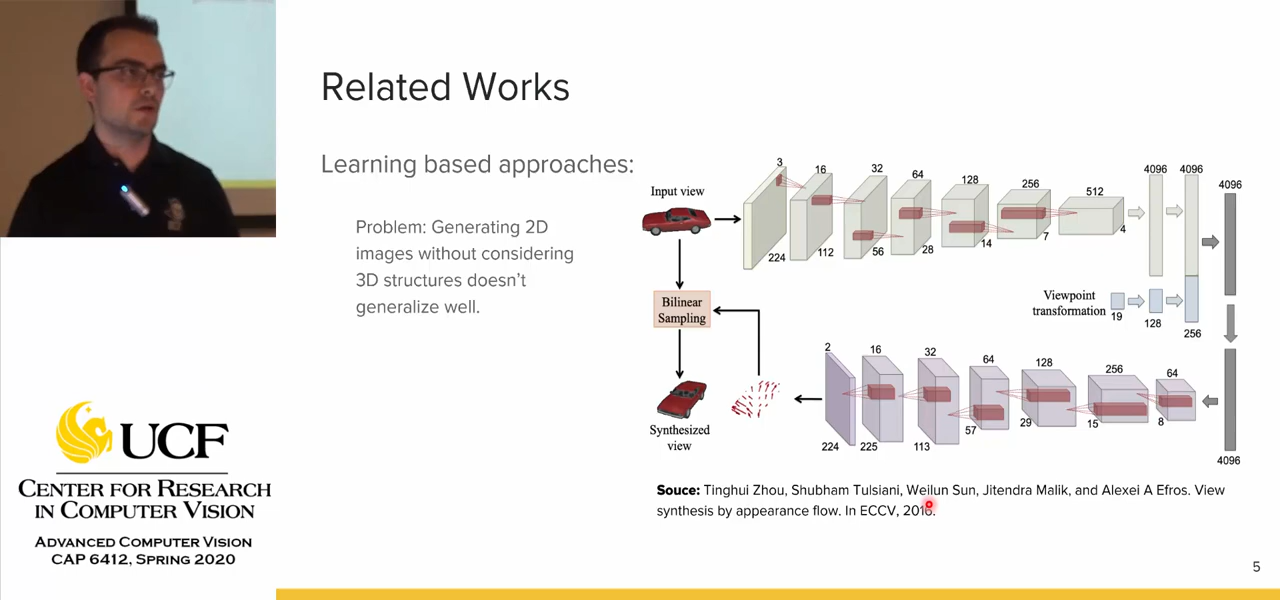 Related Works
Learning based approaches:
Problem: Generating 2D
images without considering
3D structures doesn't
generalize well.
Input view
3
16
32
64
128
256
512
4096
4096
4096
224
112
56
28
14
7
4
Bilinear
Sampling
Viewpoint
transformation
19
128
256
2
16
32
64
128
256
64
Synthesized
view
224
225
113
57
29
15
8
4096
Souce: Tinghui Zhou, Shubham Tulsiani, Weilun Sun, Jitendra Malik, and Alexei A Efros. View
synthesis by appearance flow. In ECCV, 2016.
UCF
CENTER FOR RESEARCH
IN COMPUTER VISION
ADVANCED COMPUTER VISION
CAP 6412, SPRING 2020
5